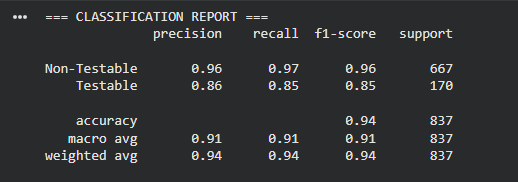 === CLASSIFICATION REPORT ===
precision recall f1-score support
Non-Testable 0.96 0.97 0.96 667
Testable 0.86 0.85 0.85 170
accuracy 0.94 837
macro avg 0.91 0.91 0.91 837
weighted avg 0.94 0.94 0.94 837